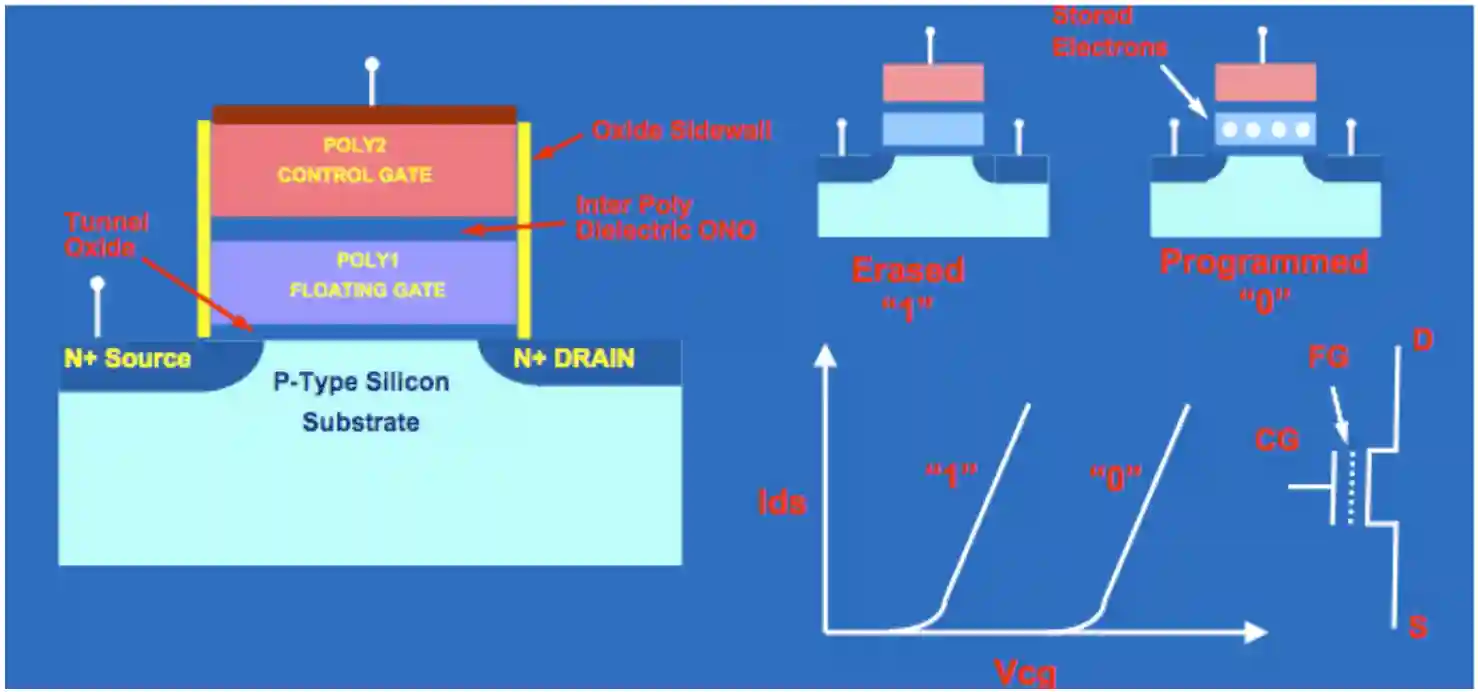 POLY2
CONTROL GATE
Oxide Sidewall
Tunnel
Oxide
Inter Poly
Dielectric ONO
POLY1
FLOATING GATE
N+ Source
N+ DRAIN
P-Type Silicon
Substrate
Stored
Electrons
Erased
“1”
Programmed
“0”
Ids
“1”
“0”
Vcg
FG
D
CG
S